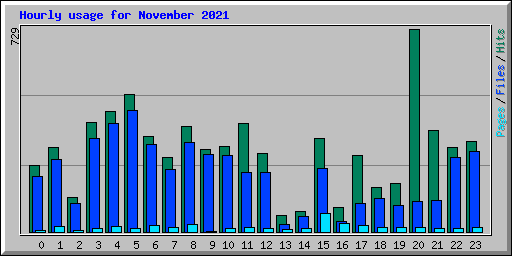 Hourly usage for November 2021
729
Pages/Files/Hits
0 1 2 3 4 5 6 7 8 9 10 11 12 13 14 15 16 17 18 19 20 21 22 23